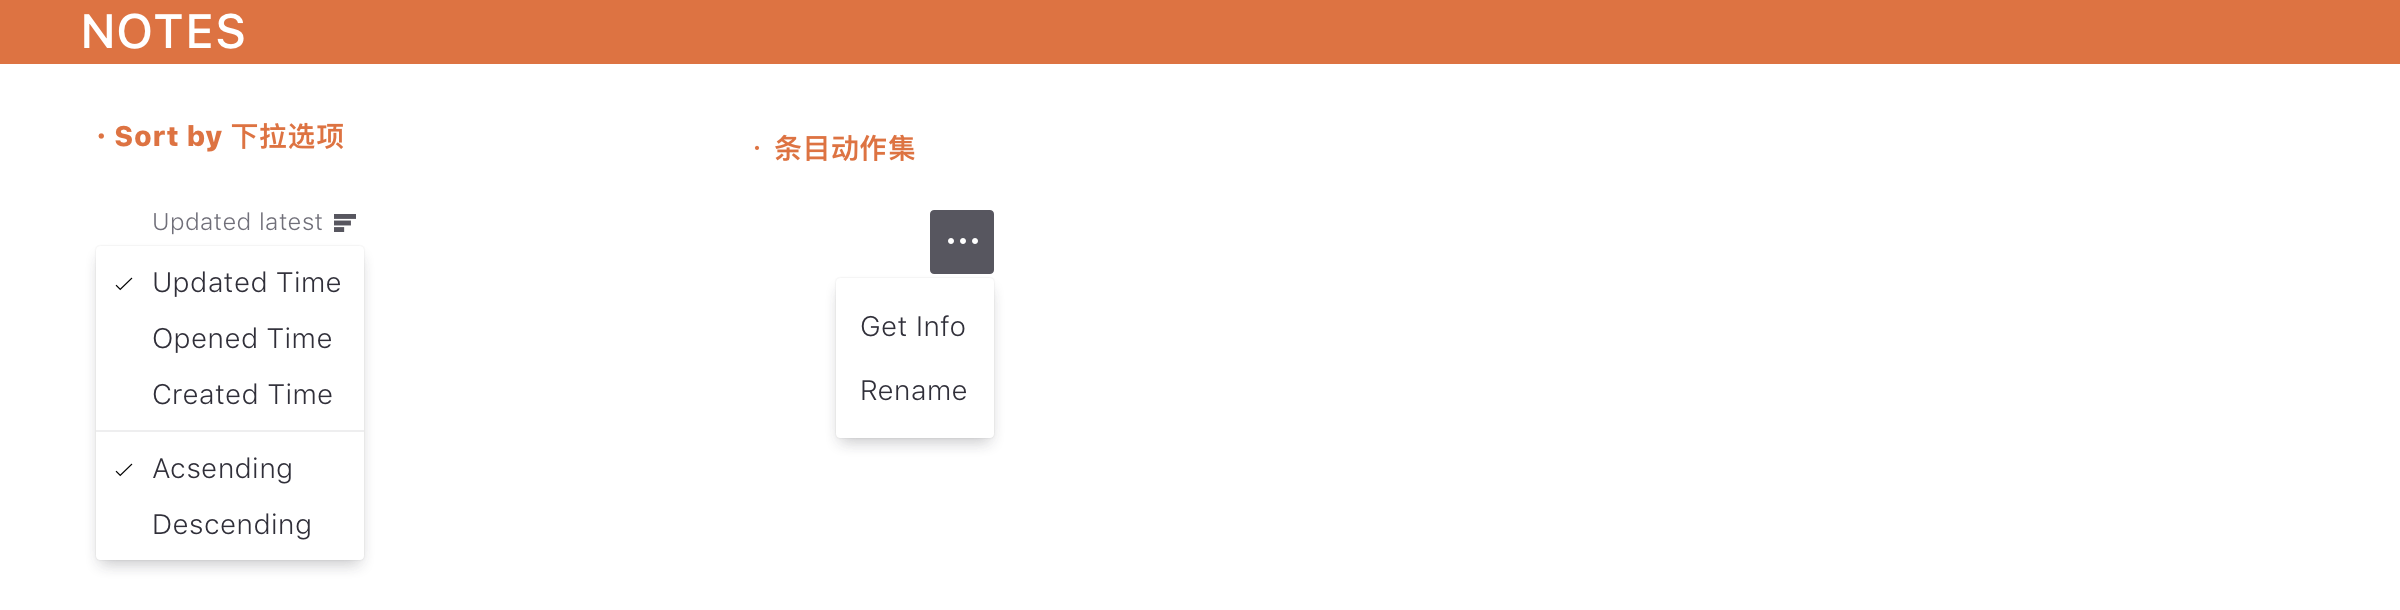 NOTES
· Sort by 下拉选项
Updated latest
Updated Time
Opened Time
Created Time
Acsending
Descending
· 条目动作集
Get Info
Rename